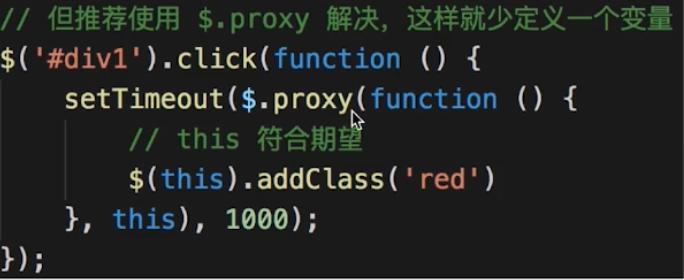 // 但推荐使用 $.proxy 解决，这样就少定义一个变量
$('#div1').click(function () {
    setTimeout($.proxy(function () {
        // this 符合期望
        $(this).addClass('red')
    }, this), 1000);
});